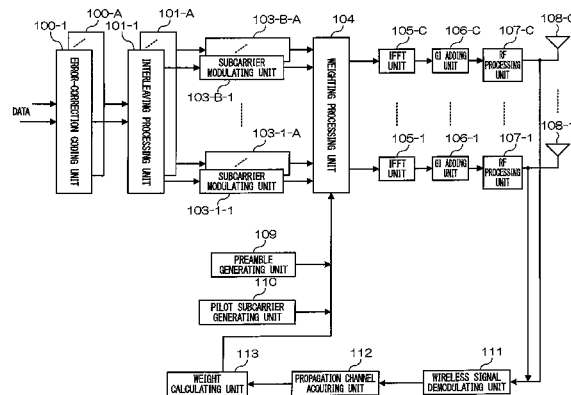 100-A
101-A
103-B-A
104
105-C
106-C
107-C
108-C
100-1
101-1
ERROR-CORRECTION CODING UNIT
INTERLEAVING PROCESSING UNIT
SUBCARRIER
MODULATING UNIT
103-B-1
WEIGHTING PROCESSING UNIT
IFFT
UNIT
GI ADDING
UNIT
RF
PROCESSING
UNIT
DATA
103-1-A
105-1
106-1
107-1
108-1
SUBCARRIER
MODULATING UNIT
103-1-1
IFFT
UNIT
GI ADDING
UNIT
RF
PROCESSING
UNIT
109
PREAMBLE
GENERATING UNIT
110
PILOT SUBCARRIER
GENERATING UNIT
113
112
111
WEIGHT
CALCULATING UNIT
PROPAGATION CHANNEL
ACQUIRING UNIT
WIRELESS SIGNAL
DEMODULATING UNIT